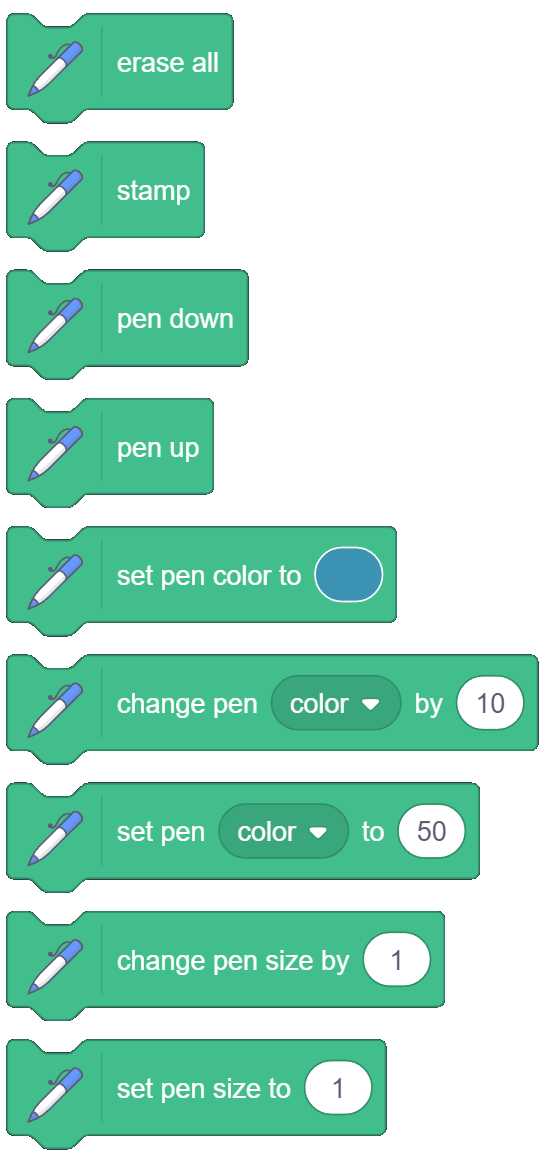 erase all
stamp
pen down
pen up
set pen color to
change pen color by 10
set pen color to 50
change pen size by 1
set pen size to 1